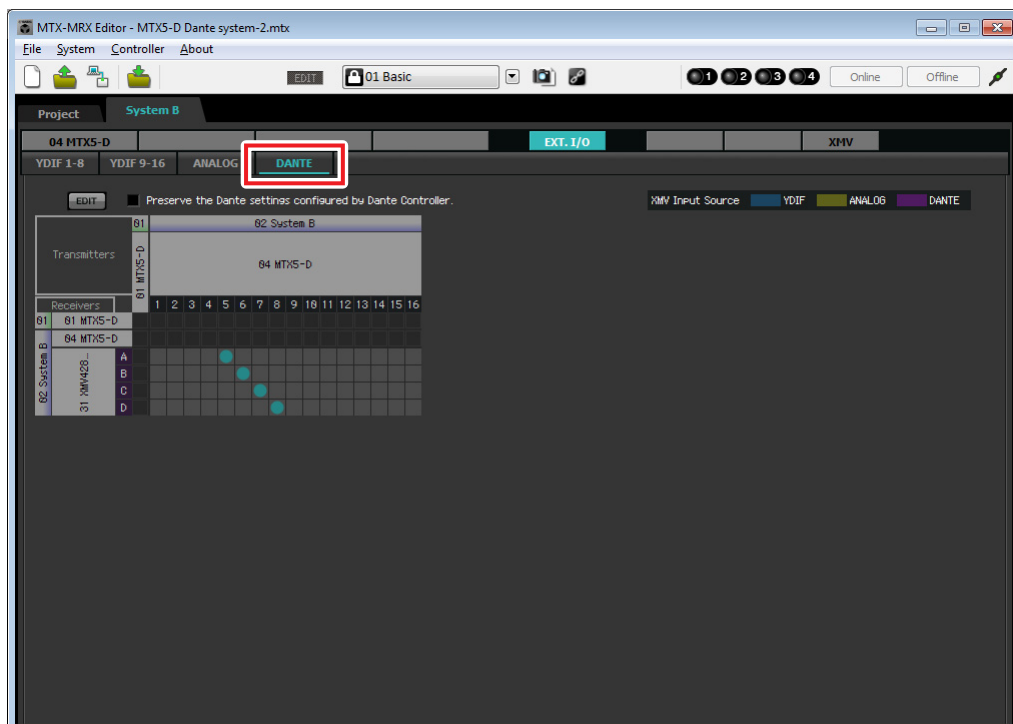 MTX-MRX Editor - MTX5-D Dante system-2.mtx
File System Controller About
EDIT 01 Basic 1 2 3 4 Online Offline
Project System B
04 MTX5-D EXT. I/O XMV
YDIF 1-8 YDIF 9-16 ANALOG DANTE
EDIT Preserve the Dante settings configured by Dante Controller. XMV Input Source YDIF ANALOG DANTE
01 02 System B
Transmitters 01 MTX5-D 04 MTX5-D
Receivers 1 2 3 4 5 6 7 8 9 10 11 12 13 14 15 16
01 01 MTX5-D
04 MTX5-D
02 System B 31 XMV428_ A
B
C
D